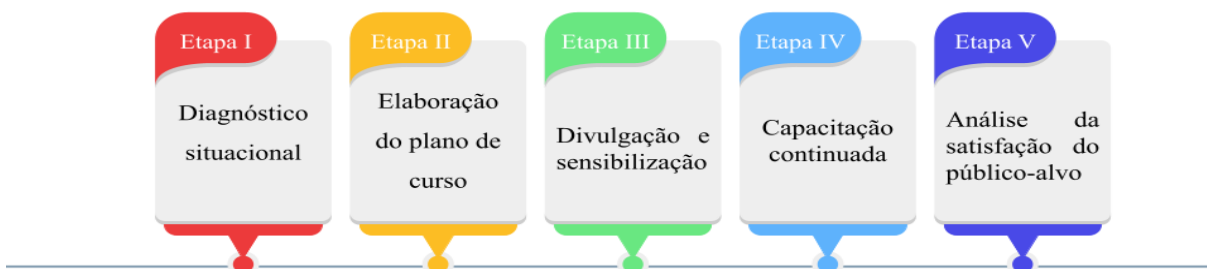 Etapa I
Diagnóstico
situacional
Etapa II
Elaboração
do plano de
curso
Etapa III
Divulgação e
sensibilização
Etapa IV
Capacitação
continuada
Etapa V
Análise da
satisfação do
público-alvo